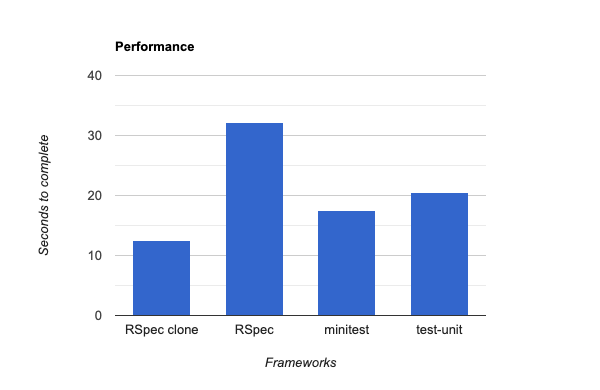 Performance
40
30
20
10
0
Seconds to complete
RSpec clone RSpec minitest test-unit
Frameworks